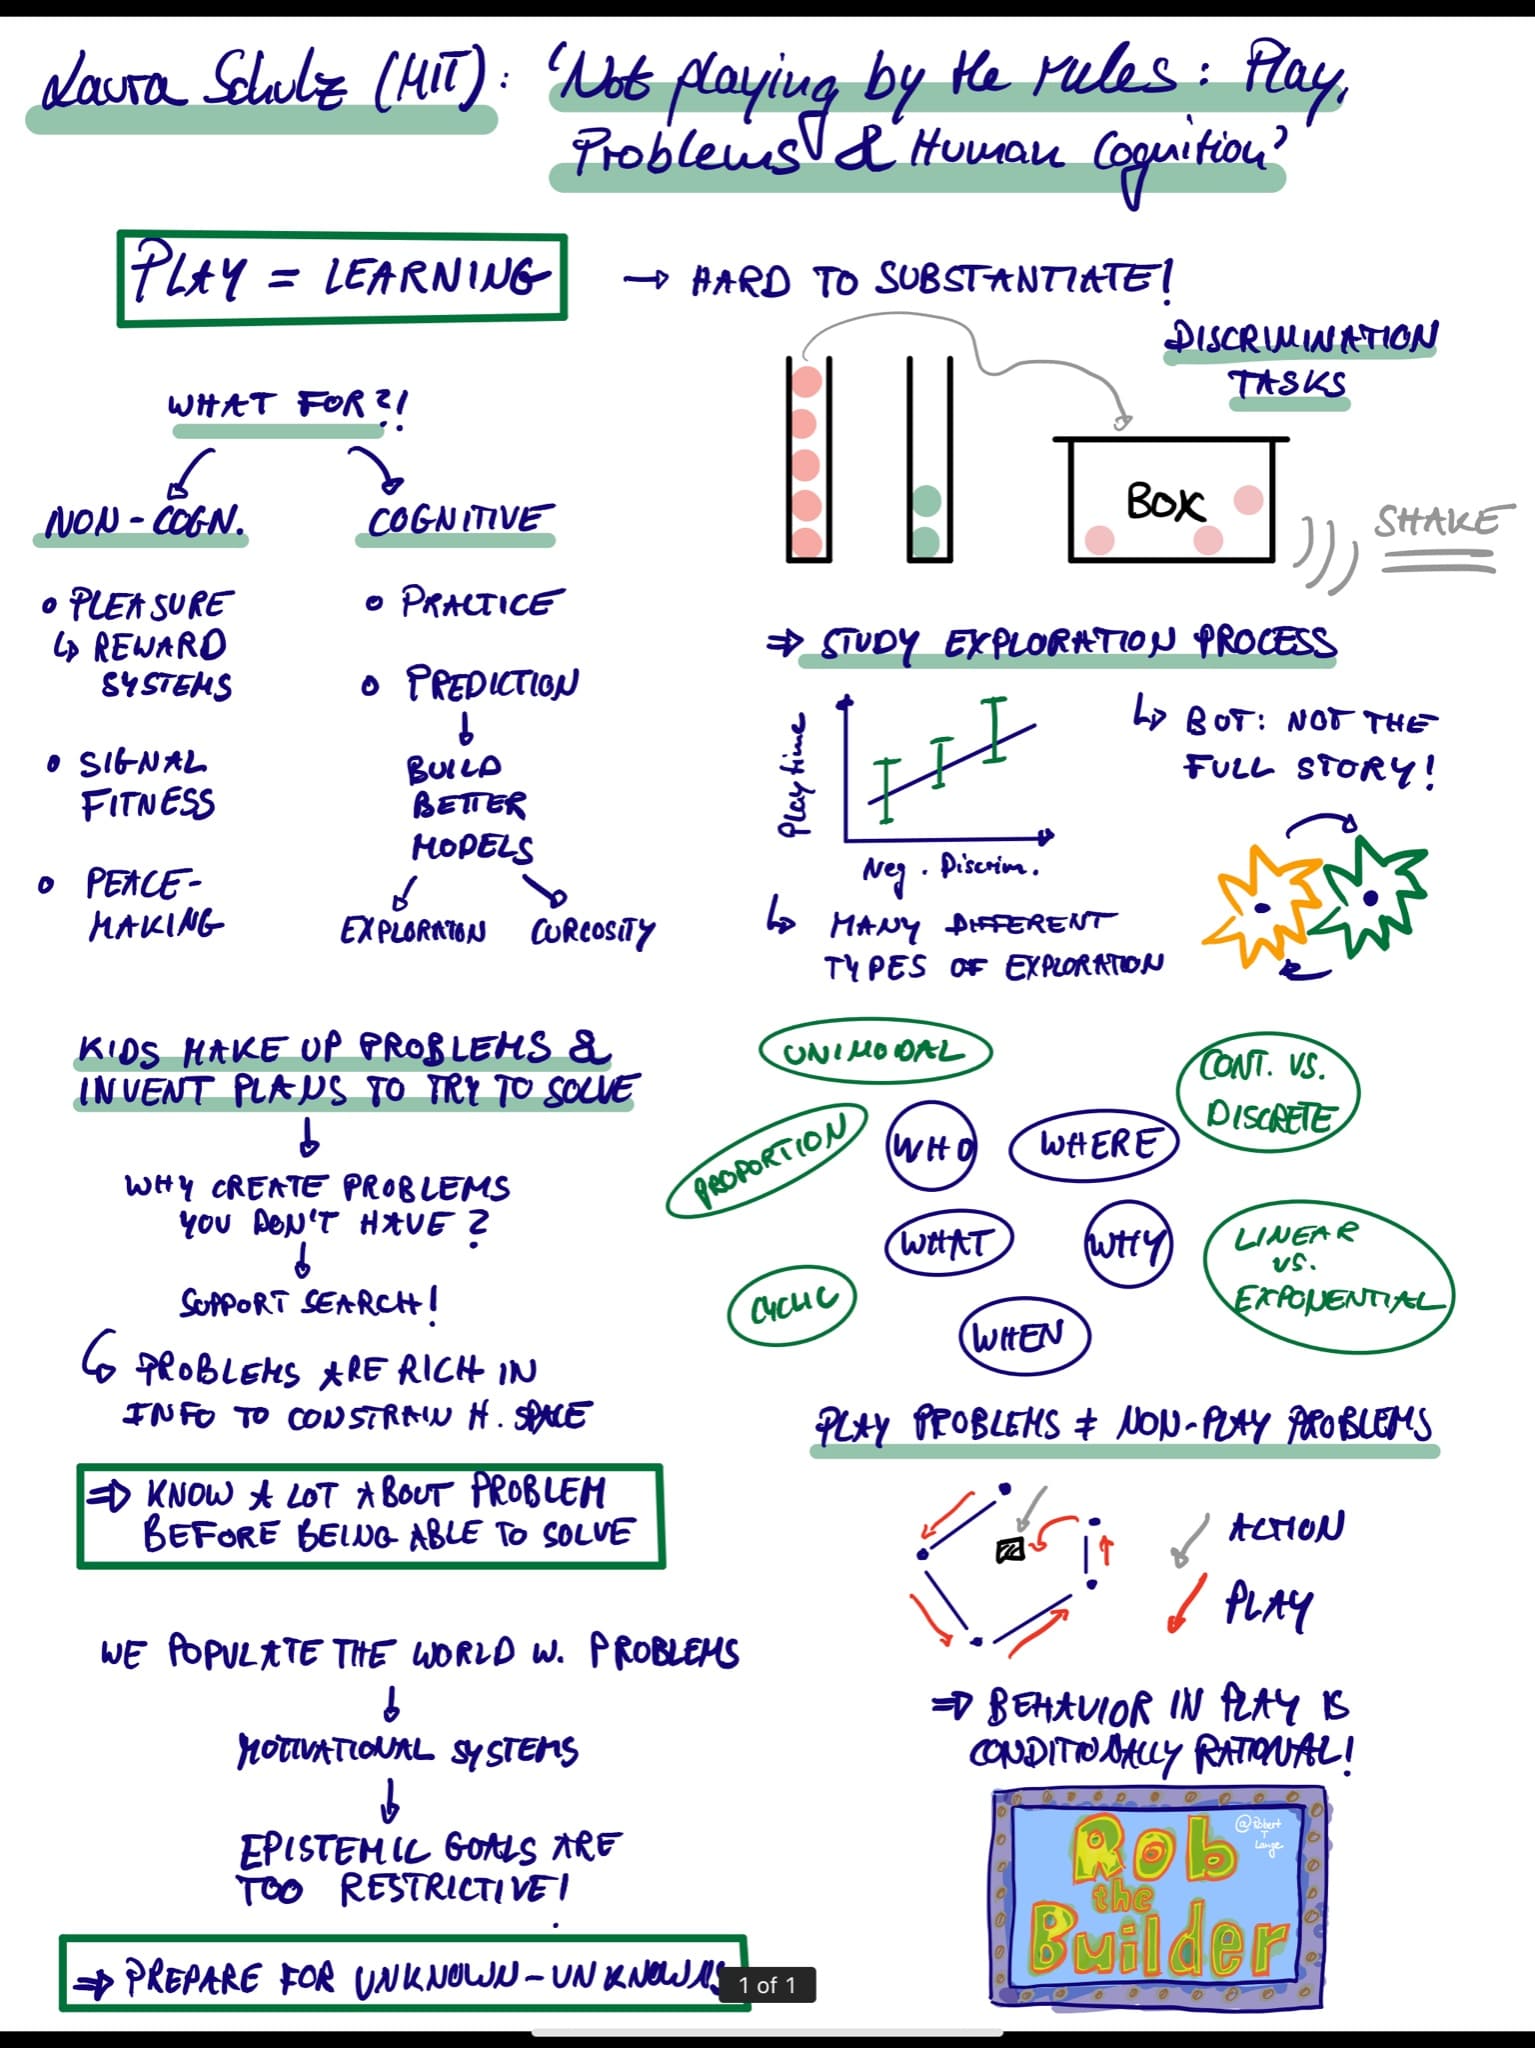 Laura Schulz (MIT): 'Not playing by the rules: Play,
Problems & Human Cognition'
PLAY = LEARNING
→ HARD TO SUBSTANTIATE!
WHAT FOR?!
NON-COGN.
COGNITIVE
• PLEASURE
↳ REWARD
SYSTEMS
• SIGNAL
FITNESS
• PEACE-
MAKING
• PRACTICE
• PREDICTION
↓
BUILD
BETTER
MODELS
EXPLORATION
CURCOSITY
DISCRIMINATION
TASKS
BOX
SHAKE
⇒ STUDY EXPLORATION PROCESS
Playtime
Neg. Discrim.
↳ BOT: NOT THE
FULL STORY!
↳ MANY DIFFERENT
TYPES OF EXPLORATION
KIDS MAKE UP PROBLEMS &
INVENT PLANS TO TRY TO SOLVE
↓
WHY CREATE PROBLEMS
YOU DON'T HAVE?
↓
SUPPORT SEARCH!
PROBLEMS ARE RICH IN
INFO TO CONSTRAIN H. SPACE
⇒ KNOW A LOT ABOUT PROBLEM
BEFORE BEING ABLE TO SOLVE
UNIMODAL
CONT. VS.
DISCRETE
PROPORTION
WHO
WHERE
WHAT
WHY
LINEAR
VS.
EXPONENTIAL
CYCLIC
WHEN
PLAY PROBLEMS ≠ NON-PLAY PROBLEMS
ACTION
PLAY
⇒ BEHAVIOR IN PLAY IS
CONDITIONALLY RATIONAL!
WE POPULATE THE WORLD W. PROBLEMS
↓
MOTIVATIONAL SYSTEMS
↓
EPISTEMIC GOALS ARE
TOO RESTRICTIVE!
⇒ PREPARE FOR UNKNOWN-UNKNOWNS
1 of 1
Rob
the
Builder
@Robert
T
Lange